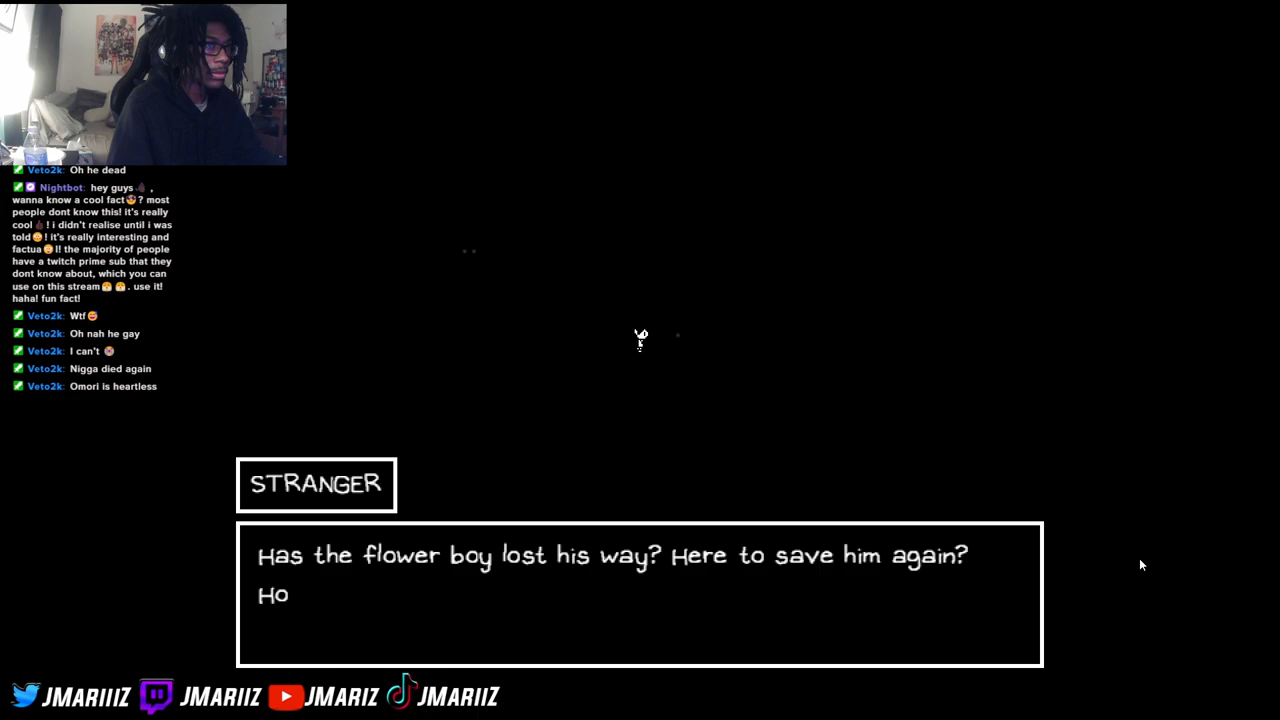 Veto2k: Oh he dead
Nightbot: hey guys🌚 ,
wanna know a cool fact😎? most
people dont know this! it's really
cool👍🏿! i didn't realise until i was
told😳! it's really interesting and
factua😳l! the majority of people
have a twitch prime sub that they
dont know about, which you can
use on this stream😤 😤. use it!
haha! fun fact!
Veto2k: Wtf😅
Veto2k: Oh nah he gay
Veto2k: I can't 😭
Veto2k: Nigga died again
Veto2k: Omori is heartless
STRANGER
Has the flower boy lost his way? Here to save him again?
Ho
JMARIIIZ JMARIIZ JMARIZ JMARIIZ